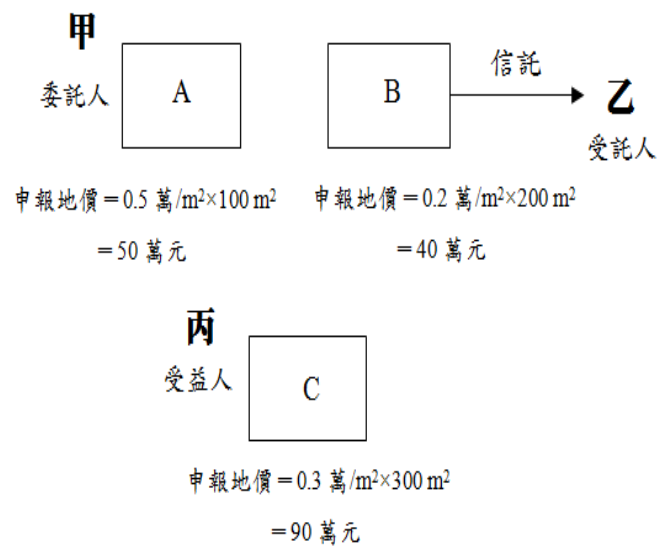 甲
委託人
A
B
信託
乙
受託人
申報地價＝0.5 萬/m²×100 m²
＝50 萬元
申報地價＝0.2 萬/m²×200 m²
＝40 萬元
丙
受益人
C
申報地價＝0.3 萬/m²×300 m²
＝90 萬元